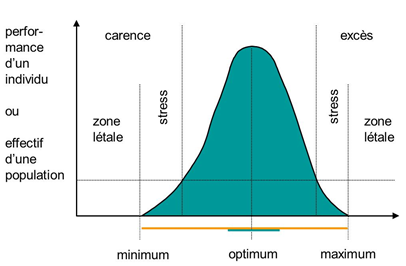 perfor-
mance
d'un
individu
ou
effectif
d'une
population
carence
excès
stress
stress
zone
létale
zone
létale
minimum
optimum
maximum